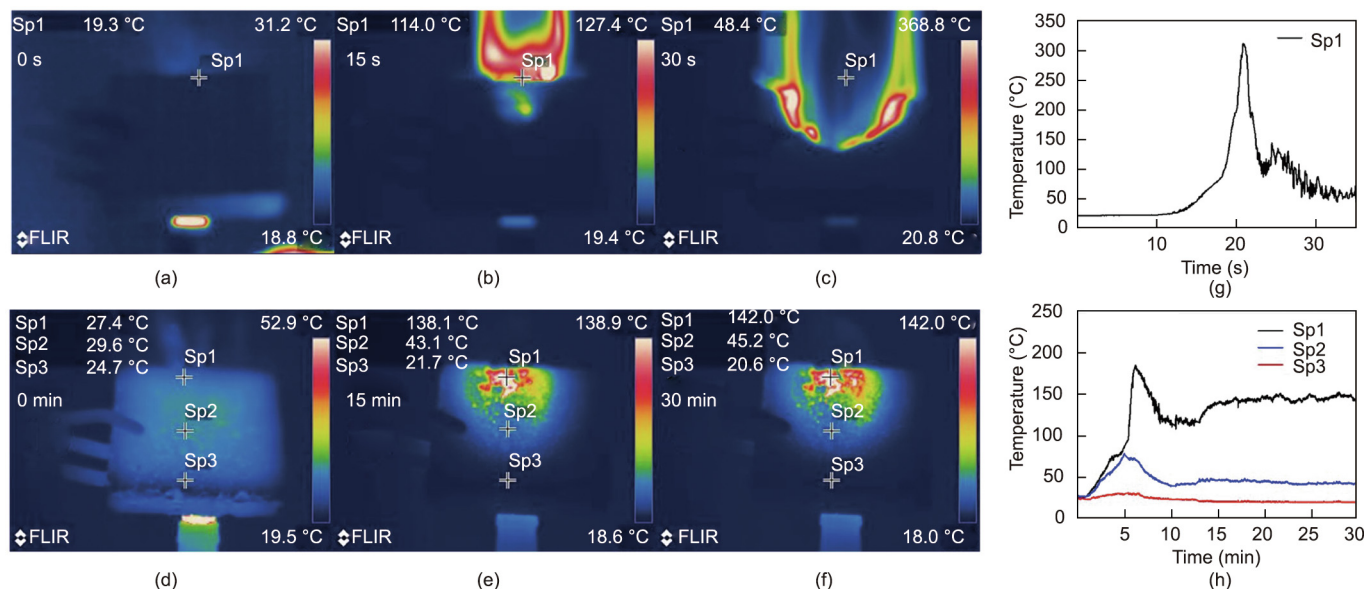 Sp1 19.3 °C 31.2 °C
0 s
Sp1
FLIR 18.8 °C
(a)
Sp1 114.0 °C 127.4 °C
15 s
Sp1
FLIR 19.4 °C
(b)
Sp1 48.4 °C 368.8 °C
30 s
Sp1
FLIR 20.8 °C
(c)
350
300
250
200
150
100
50
0
Temperature (°C)
Sp1
10 20 30
Time (s)
(g)
Sp1 27.4 °C 52.9 °C
Sp2 29.6 °C
Sp3 24.7 °C
0 min
Sp1
Sp2
Sp3
FLIR 19.5 °C
(d)
Sp1 138.1 °C 138.9 °C
Sp2 43.1 °C
Sp3 21.7 °C
15 min
Sp1
Sp2
Sp3
FLIR 18.6 °C
(e)
Sp1 142.0 °C 142.0 °C
Sp2 45.2 °C
Sp3 20.6 °C
30 min
Sp1
Sp2
Sp3
FLIR 18.0 °C
(f)
250
200
150
100
50
0
Temperature (°C)
Sp1
Sp2
Sp3
5 10 15 20 25 30
Time (min)
(h)